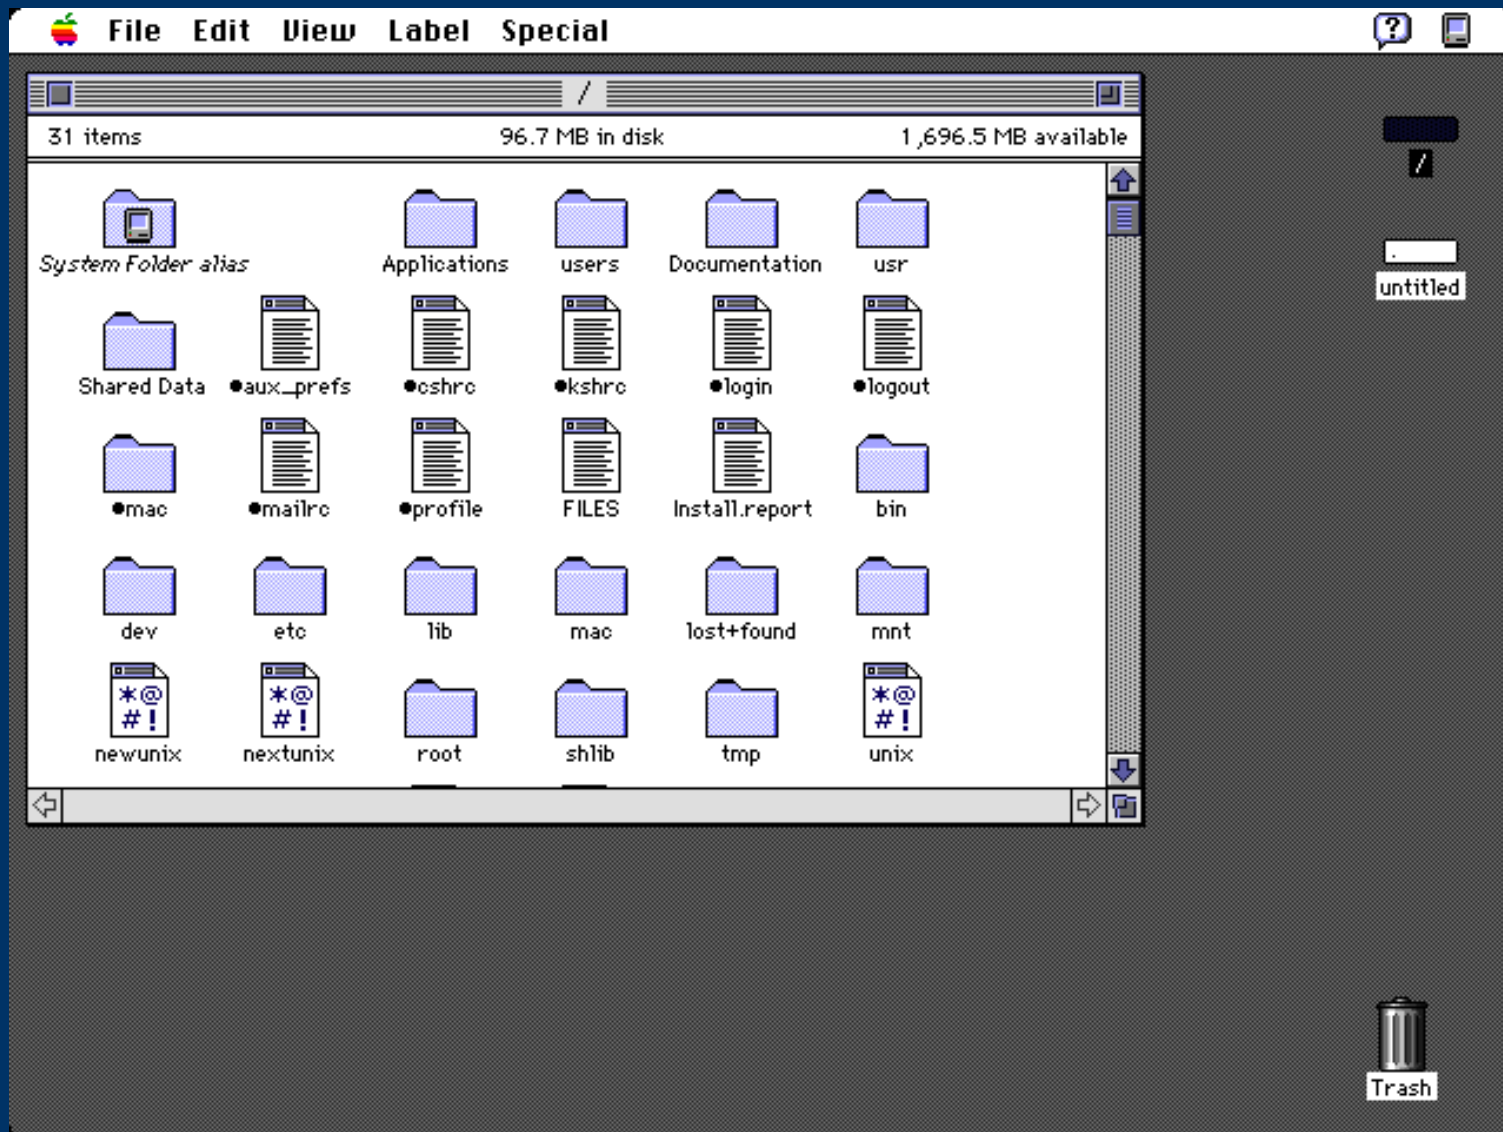 File Edit View Label Special
/
31 items 96.7 MB in disk 1,696.5 MB available
/
System Folder alias Applications users Documentation usr
untitled
Shared Data •aux_prefs •cshrc •kshrc •login •logout
•mac •mailrc •profile FILES Install.report bin
dev etc lib mac lost+found mnt
*@ *@ *@
#! #! #!
newunix nextunix root shlib tmp unix
Trash